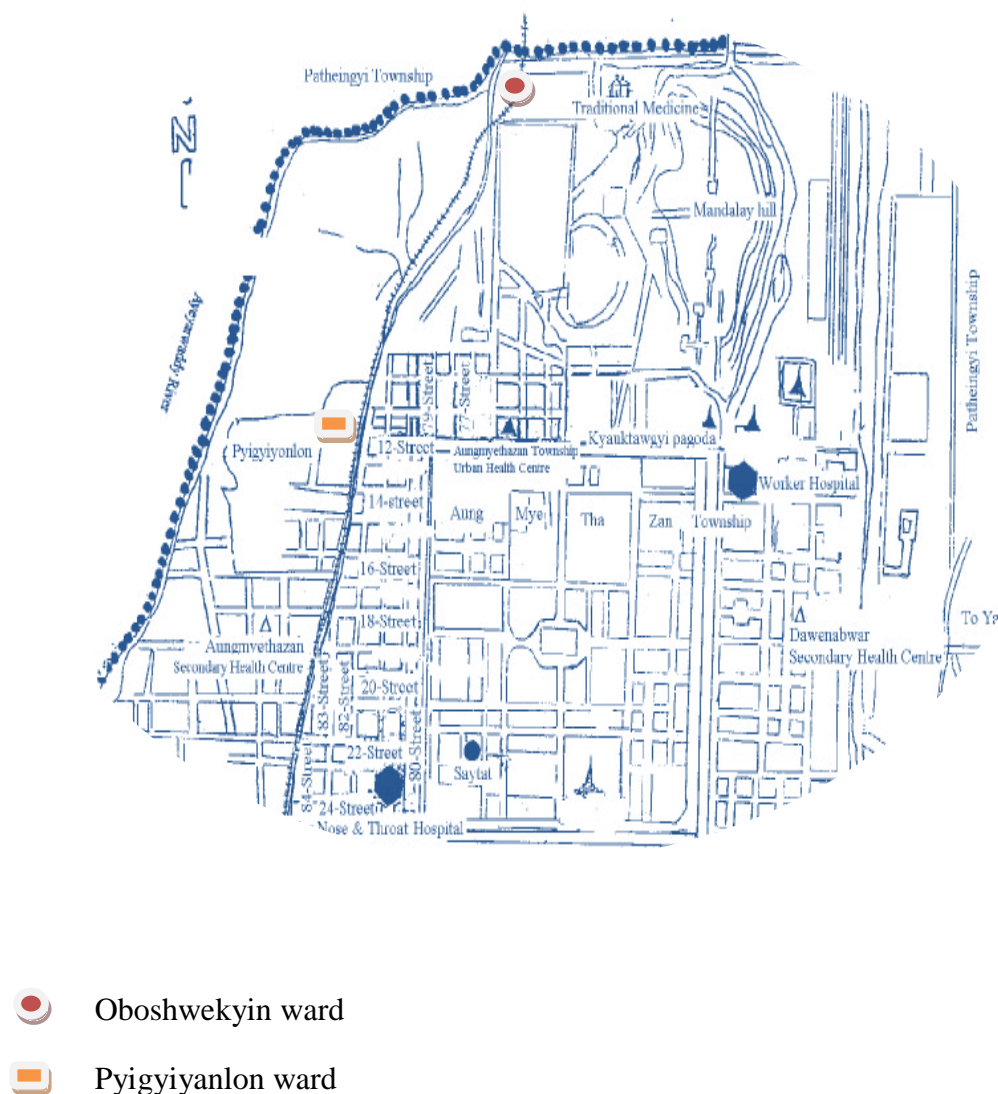 Patheingyi Township
N
Traditional Medicine
Mandalay hill
Patheingyi Township
Ayeyarwaddy River
79-Street
77-Street
Kyauktawgyi pagoda
12-Street
Aungmyethazan Township
Urban Health Centre
Pyigyiyonlon
Worker Hospital
14-street
Aung Mye Tha Zan Township
16-Street
18-Street
To Ya
Dawenabwar
Secondary Health Centre
Aungmyethazan
Secondary Health Centre
20-Street
83-Street
82-Street
22-Street
80-Street
Saytat
84-Street
24-Street
Nose & Throat Hospital
Oboshwekyin ward
Pyigyiyanlon ward